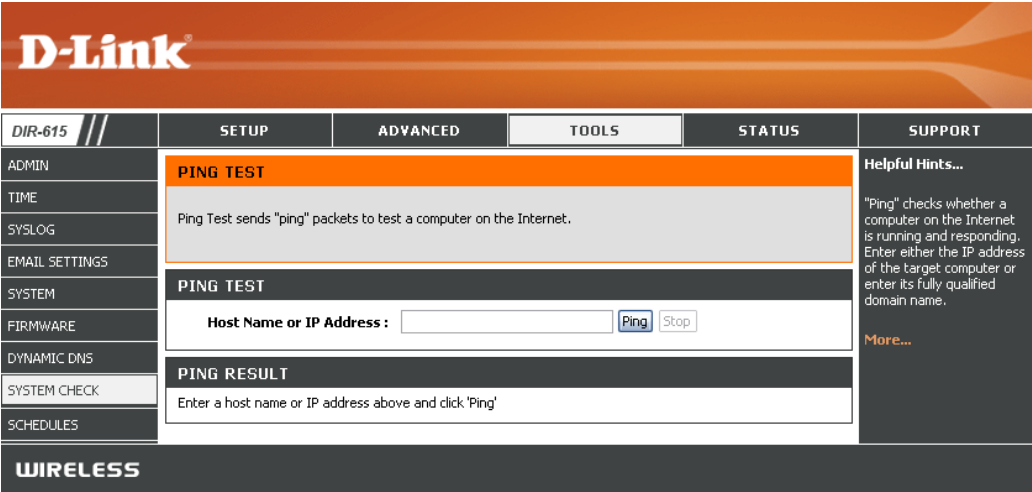 D-Link
DIR-615
SETUP
ADVANCED
TOOLS
STATUS
SUPPORT
ADMIN
TIME
SYSLOG
EMAIL SETTINGS
SYSTEM
FIRMWARE
DYNAMIC DNS
SYSTEM CHECK
SCHEDULES
PING TEST
Ping Test sends "ping" packets to test a computer on the Internet.
PING TEST
Host Name or IP Address :
Ping
Stop
PING RESULT
Enter a host name or IP address above and click 'Ping'
Helpful Hints...
"Ping" checks whether a
computer on the Internet
is running and responding.
Enter either the IP address
of the target computer or
enter its fully qualified
domain name.
More...
WIRELESS